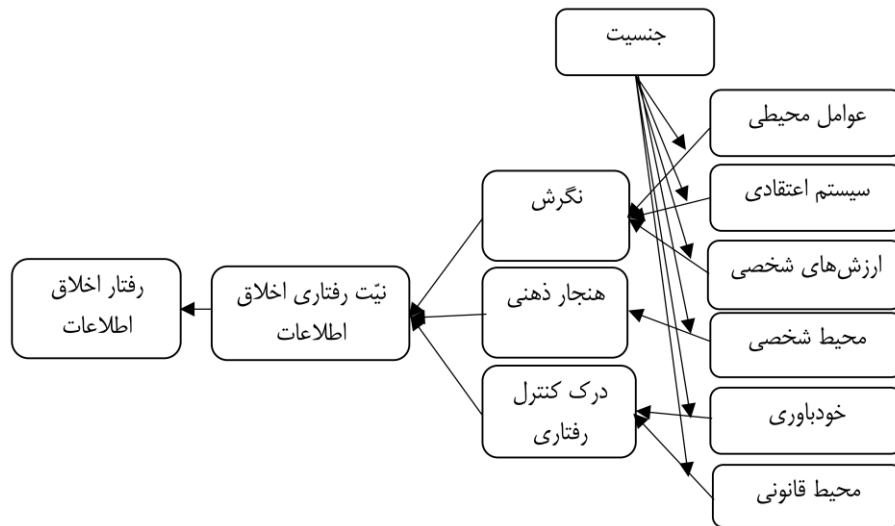 جنسیت
عوامل محیطی
سیستم اعتقادی
ارزش‌های شخصی
محیط شخصی
خودباوری
محیط قانونی
نگرش
هنجار ذهنی
درک کنترل
رفتاری
نیّت رفتاری اخلاق
اطلاعات
رفتار اخلاق
اطلاعات